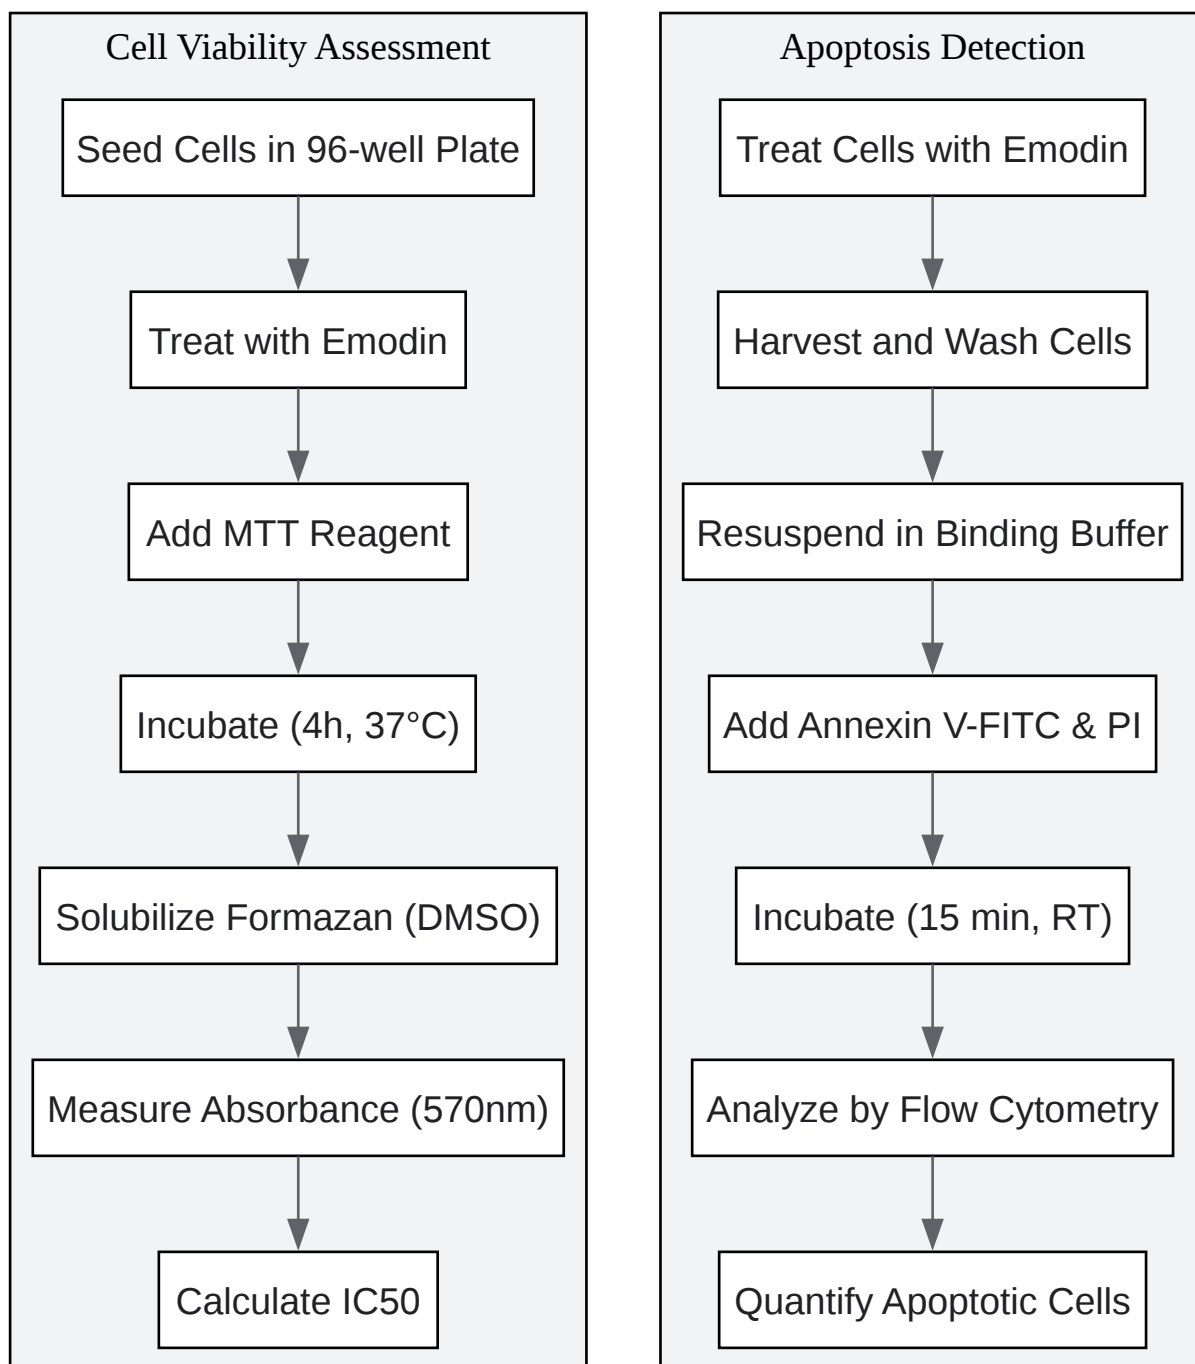 Cell Viability Assessment
Seed Cells in 96-well Plate
Treat with Emodin
Add MTT Reagent
Incubate (4h, 37°C)
Solubilize Formazan (DMSO)
Measure Absorbance (570nm)
Calculate IC50
Apoptosis Detection
Treat Cells with Emodin
Harvest and Wash Cells
Resuspend in Binding Buffer
Add Annexin V-FITC & PI
Incubate (15 min, RT)
Analyze by Flow Cytometry
Quantify Apoptotic Cells